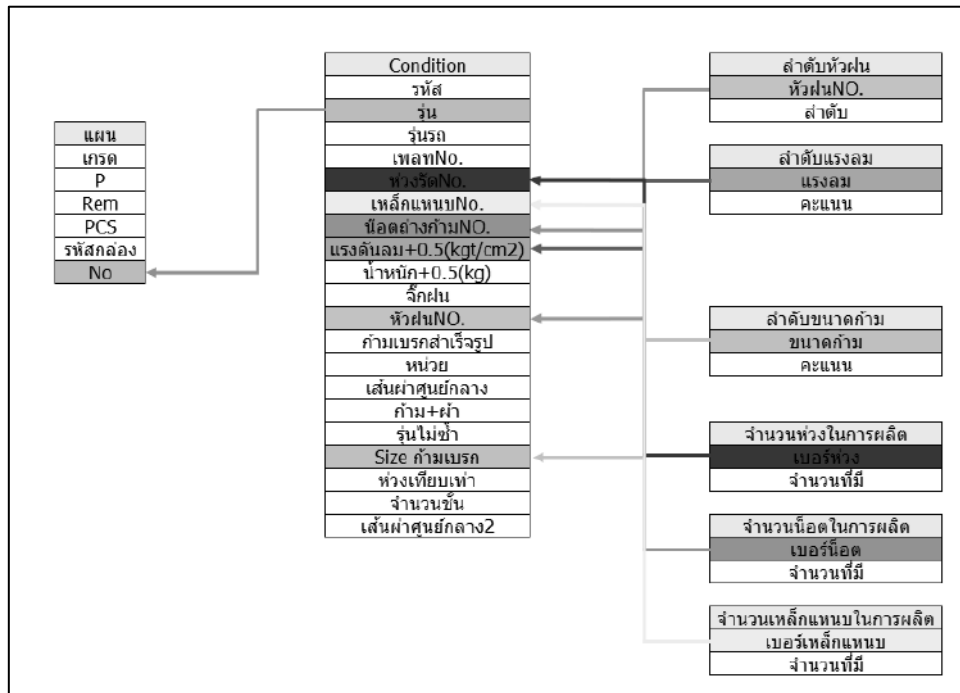 แผน
เกรด
P
Rem
PCS
รหัสกล่อง
No
Condition
รหัส
รุ่น
รุ่นรถ
เพลทNo.
ห่วงรัดNo.
เหล็กแหนบNo.
น๊อตถ่างก้ามNO.
แรงดันลม+0.5(kgt/cm2)
น้ำหนัก+0.5(kg)
จิ๊กฝน
หัวฝนNO.
ก้ามเบรกสำเร็จรูป
หน่วย
เส้นผ่าศูนย์กลาง
ก้าม+ผ้า
รุ่นไม่ซ้ำ
Size ก้ามเบรก
ห่วงเทียบเท่า
จำนวนชั้น
เส้นผ่าศูนย์กลาง2
ลำดับหัวฝน
หัวฝนNO.
ลำดับ
ลำดับแรงลม
แรงลม
คะแนน
ลำดับขนาดก้าม
ขนาดก้าม
คะแนน
จำนวนห่วงในการผลิต
เบอร์ห่วง
จำนวนที่มี
จำนวนน็อตในการผลิต
เบอร์น็อต
จำนวนที่มี
จำนวนเหล็กแหนบในการผลิต
เบอร์เหล็กแหนบ
จำนวนที่มี